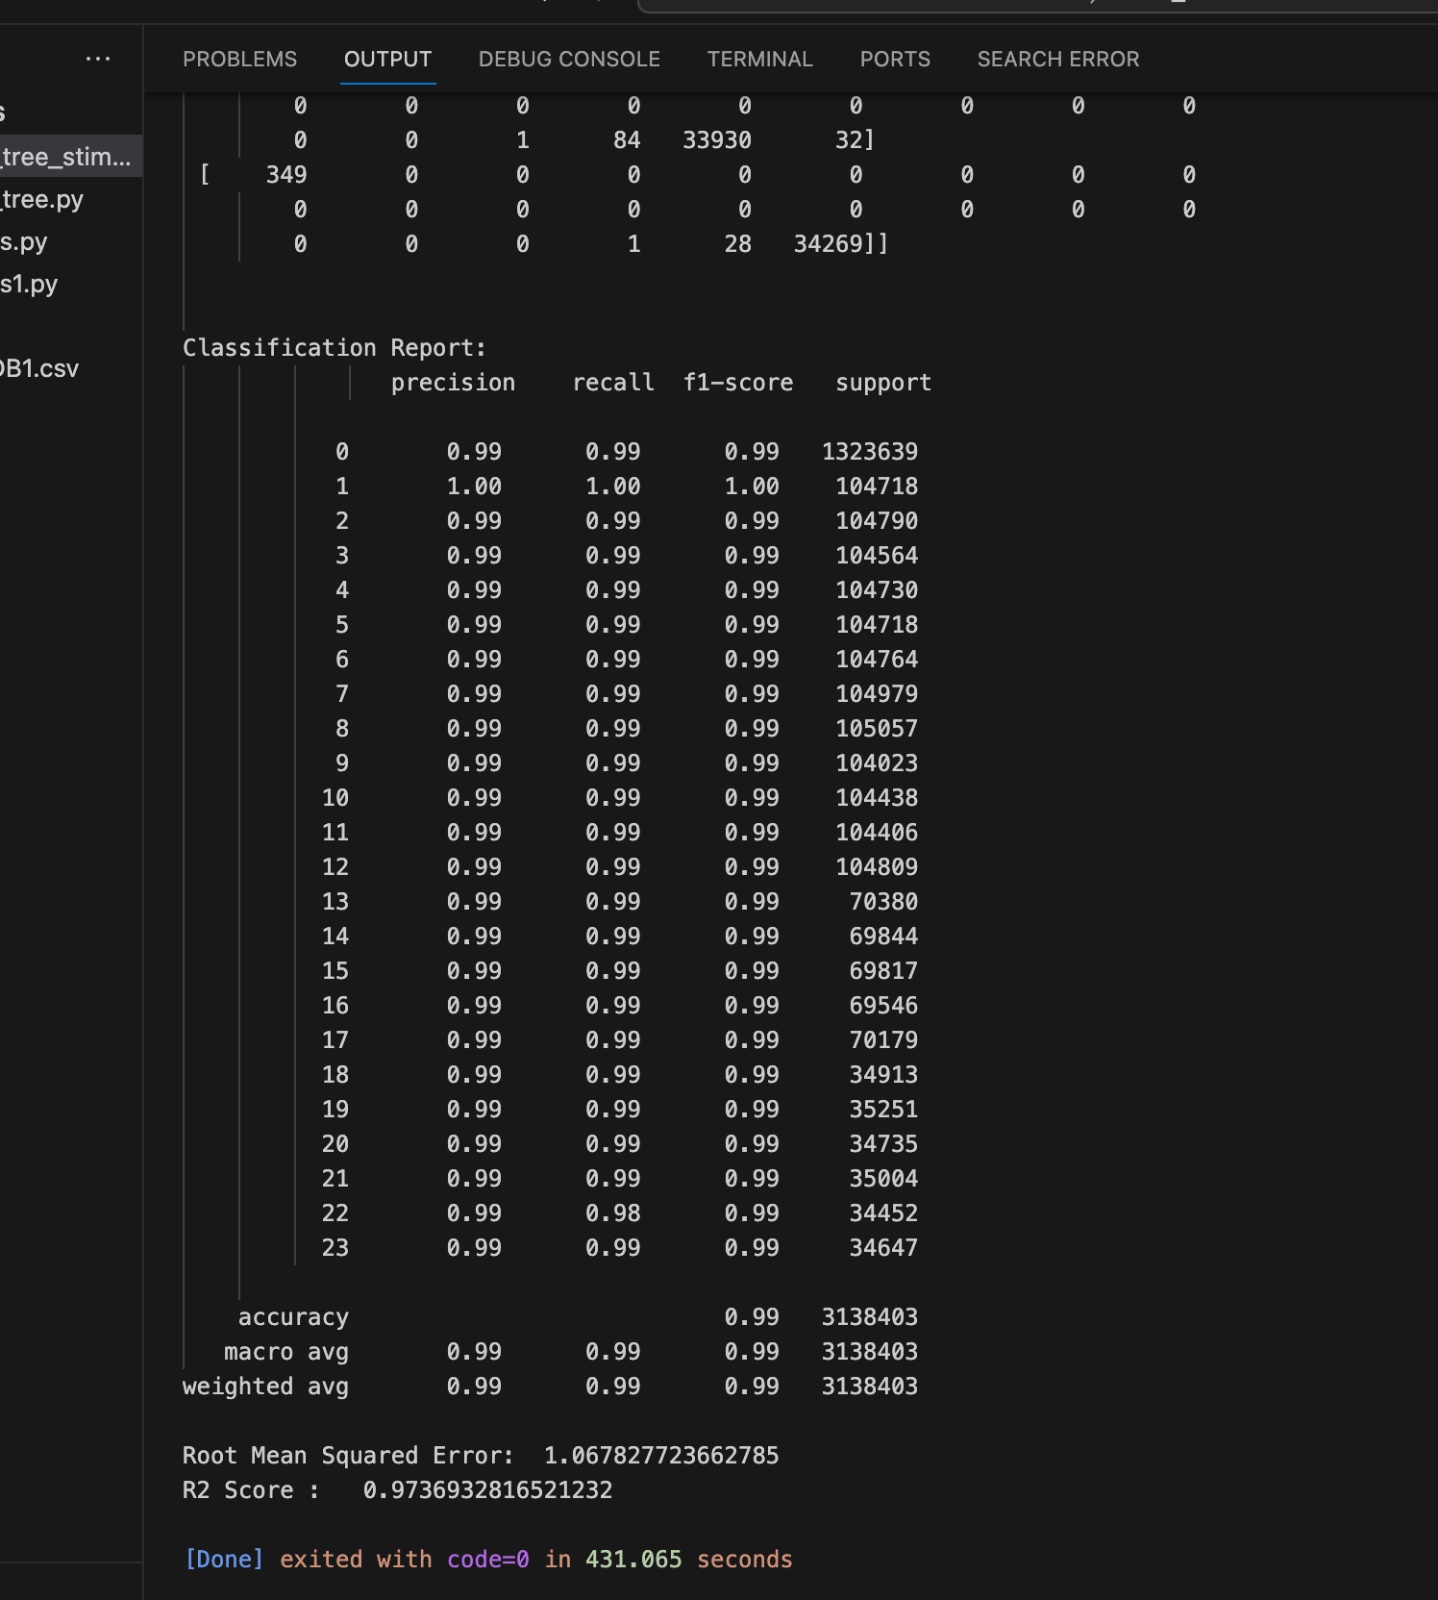 ...
PROBLEMS OUTPUT DEBUG CONSOLE TERMINAL PORTS SEARCH ERROR
s
_tree_stim...
_tree.py
s.py
s1.py
DB1.csv
0 0 0 0 0 0 0 0 0
0 0 1 84 33930 32]
[ 349 0 0 0 0 0 0 0 0
0 0 0 0 0 0 0 0 0
0 0 0 1 28 34269]]
Classification Report:
precision recall f1-score support
0 0.99 0.99 0.99 1323639
1 1.00 1.00 1.00 104718
2 0.99 0.99 0.99 104790
3 0.99 0.99 0.99 104564
4 0.99 0.99 0.99 104730
5 0.99 0.99 0.99 104718
6 0.99 0.99 0.99 104764
7 0.99 0.99 0.99 104979
8 0.99 0.99 0.99 105057
9 0.99 0.99 0.99 104023
10 0.99 0.99 0.99 104438
11 0.99 0.99 0.99 104406
12 0.99 0.99 0.99 104809
13 0.99 0.99 0.99 70380
14 0.99 0.99 0.99 69844
15 0.99 0.99 0.99 69817
16 0.99 0.99 0.99 69546
17 0.99 0.99 0.99 70179
18 0.99 0.99 0.99 34913
19 0.99 0.99 0.99 35251
20 0.99 0.99 0.99 34735
21 0.99 0.99 0.99 35004
22 0.99 0.98 0.99 34452
23 0.99 0.99 0.99 34647
accuracy 0.99 3138403
macro avg 0.99 0.99 0.99 3138403
weighted avg 0.99 0.99 0.99 3138403
Root Mean Squared Error: 1.067827723662785
R2 Score : 0.9736932816521232
[Done] exited with code=0 in 431.065 seconds